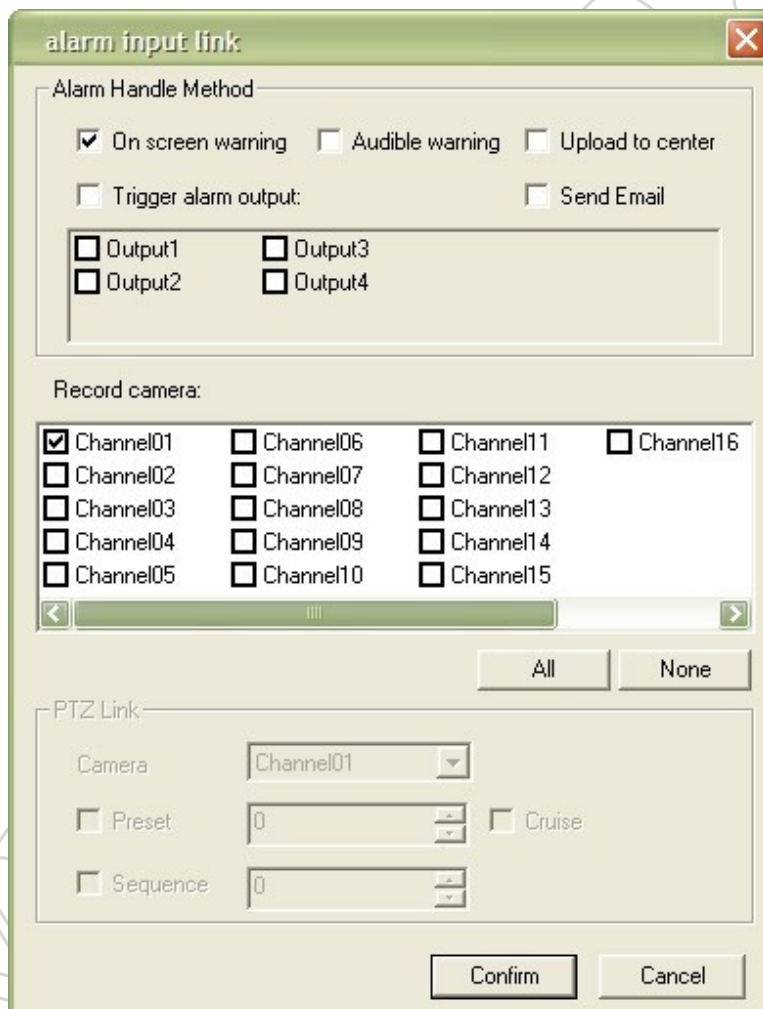 alarm input link
Alarm Handle Method
On screen warning Audible warning Upload to center
Trigger alarm output: Send Email
Output1 Output3
Output2 Output4
Record camera:
Channel01 Channel06 Channel11 Channel16
Channel02 Channel07 Channel12
Channel03 Channel08 Channel13
Channel04 Channel09 Channel14
Channel05 Channel10 Channel15
All None
PTZ Link
Camera Channel01
Preset 0 Cruise
Sequence 0
Confirm Cancel